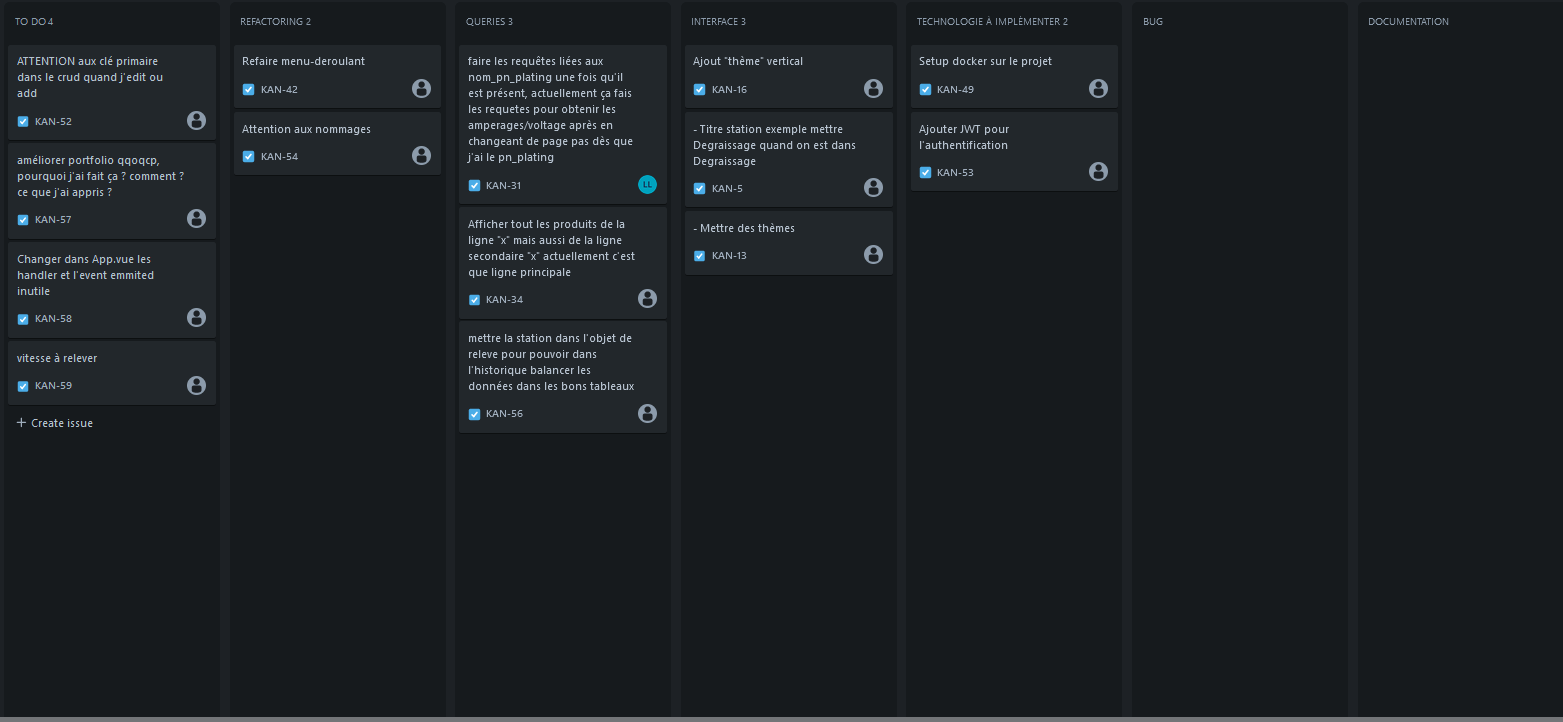 TO DO 4
ATTENTION aux clé primaire
dans le crud quand j'edit ou
add
KAN-52
améliorer portfolio qqoqcp,
pourquoi j'ai fait ça ? comment ?
ce que j'ai appris ?
KAN-57
Changer dans App.vue les
handler et l'event emmited
inutile
KAN-58
vitesse à relever
KAN-59
+ Create issue
REFACTORING 2
Refaire menu-deroulant
KAN-42
Attention aux nommages
KAN-54
QUERIES 3
faire les requêtes liées aux
nom_pn_plating une fois qu'il
est présent, actuellement ça fais
les requetes pour obtenir les
amperages/voltage après en
changeant de page pas dès que
j'ai le pn_plating
KAN-31
LL
Afficher tout les produits de la
ligne "x" mais aussi de la ligne
secondaire "x" actuellement c'est
que ligne principale
KAN-34
mettre la station dans l'objet de
releve pour pouvoir dans
l'historique balancer les
données dans les bons tableaux
KAN-56
INTERFACE 3
Ajout "thème" vertical
KAN-16
- Titre station exemple mettre
Degraissage quand on est dans
Degraissage
KAN-5
- Mettre des thèmes
KAN-13
TECHNOLOGIE À IMPLÉMENTER 2
Setup docker sur le projet
KAN-49
Ajouter JWT pour
l'authentification
KAN-53
BUG
DOCUMENTATION